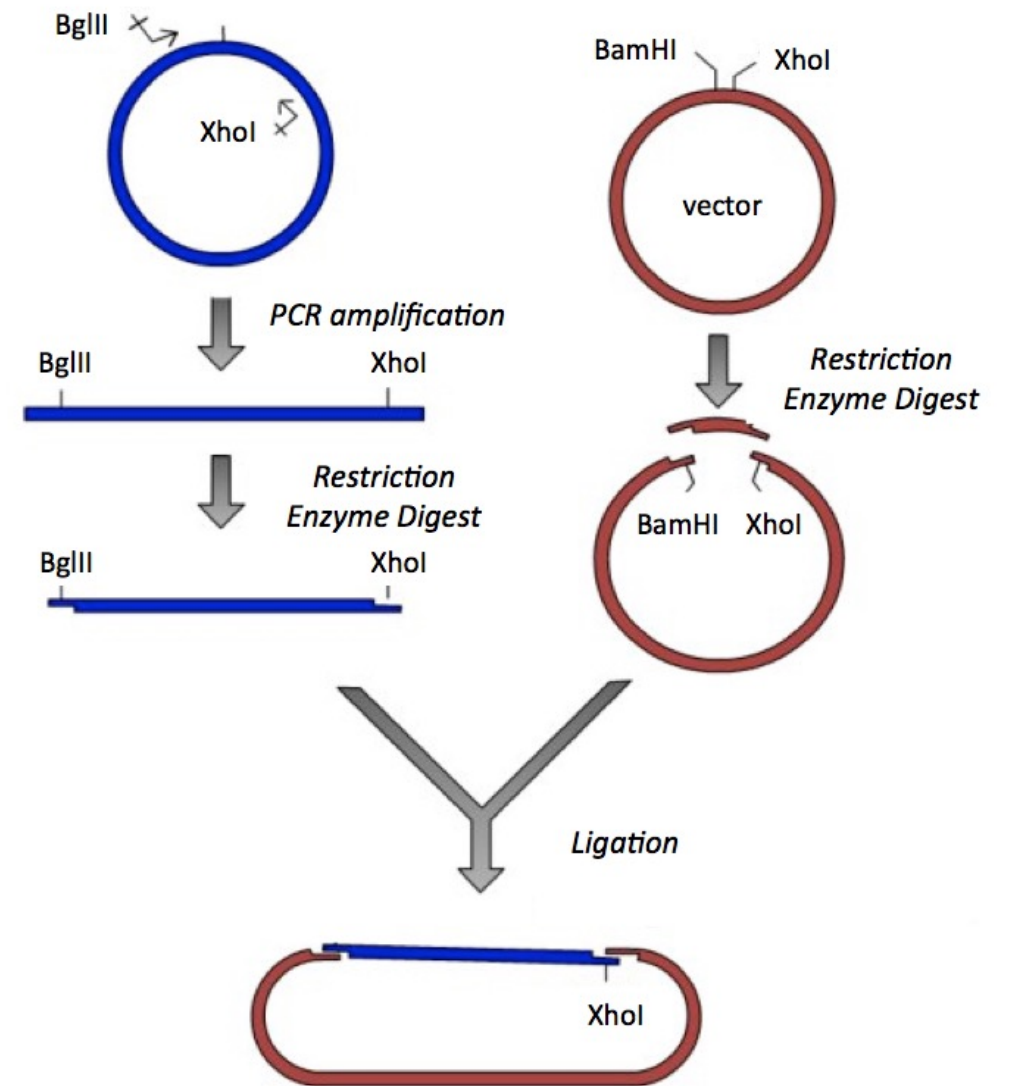 BglII
XhoI
BamHI
XhoI
vector
PCR amplification
BglII
XhoI
Restriction
Enzyme Digest
Restriction
Enzyme Digest
BglII
XhoI
BamHI
XhoI
Ligation
XhoI